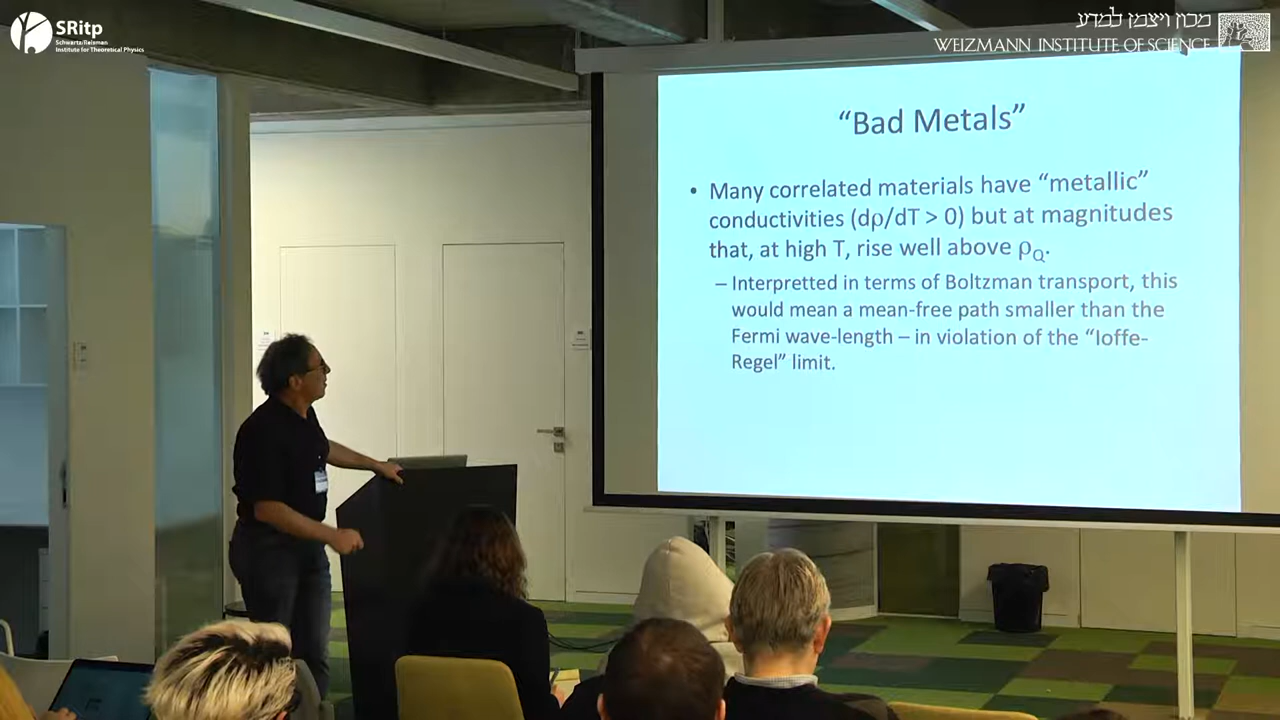 SRitp
Schwartz/Reisman
Institute for Theoretical Physics
מכון ויצמן למדע
WEIZMANN INSTITUTE OF SCIENCE
“Bad Metals”
• Many correlated materials have “metallic”
conductivities (dρ/dT > 0) but at magnitudes
that, at high T, rise well above ρQ.
– Interpretted in terms of Boltzman transport, this
would mean a mean-free path smaller than the
Fermi wave-length – in violation of the “Ioffe-
Regel” limit.